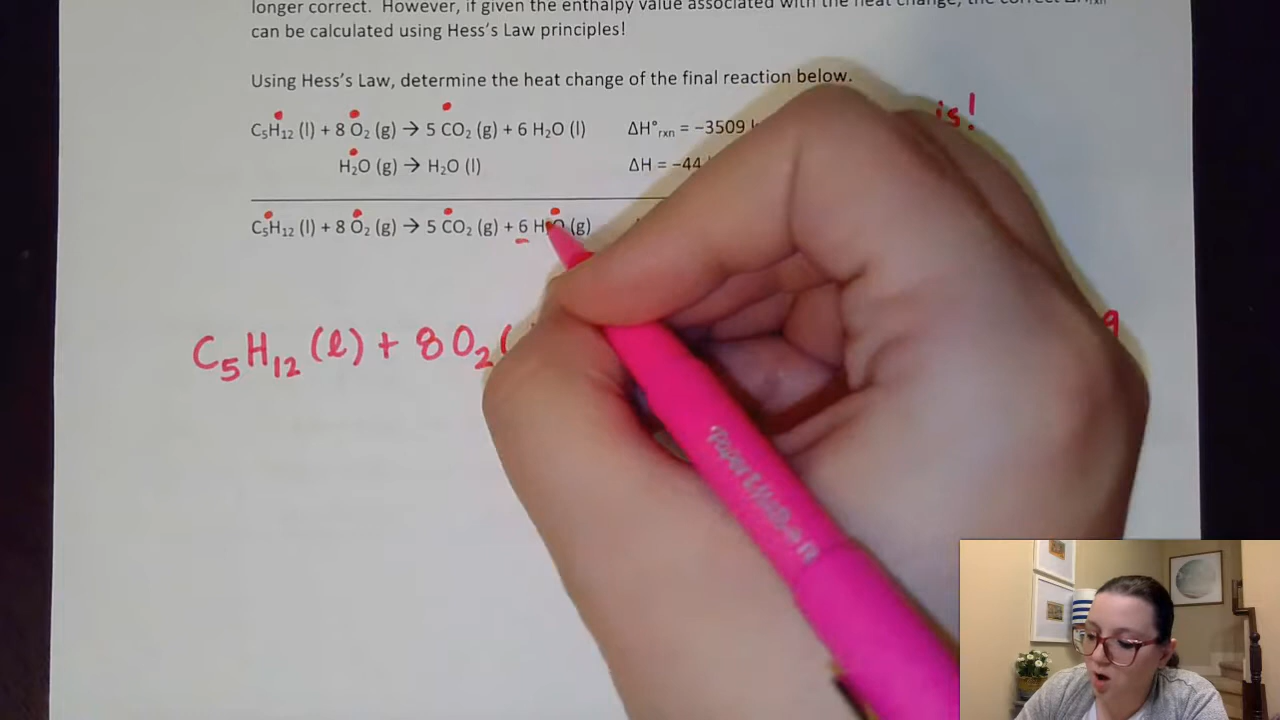 longer correct. However, if given the enthalpy value associated with the heat change, the correct ΔH°rxn
can be calculated using Hess's Law principles!
Using Hess's Law, determine the heat change of the final reaction below.
is!
C₅H₁₂ (l) + 8 O₂ (g) → 5 CO₂ (g) + 6 H₂O (l) ΔH°rxn = −3509
H₂O (g) → H₂O (l) ΔH = −44
C₅H₁₂ (l) + 8 O₂ (g) → 5 CO₂ (g) + 6 H₂O (g)
C₅H₁₂ (l) + 8 O₂ (
Paper Mate